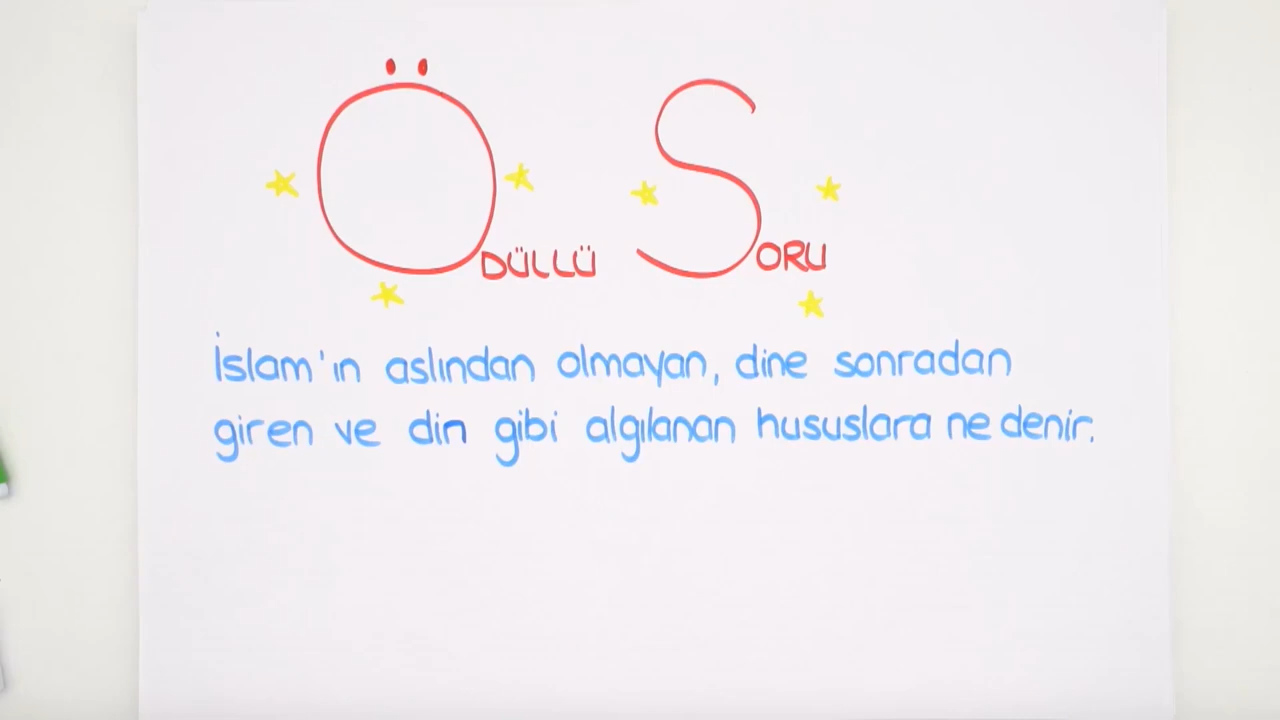 ÖDÜLLÜ SORU
İslam'ın aslından olmayan, dine sonradan
giren ve din gibi algılanan hususlara ne denir.